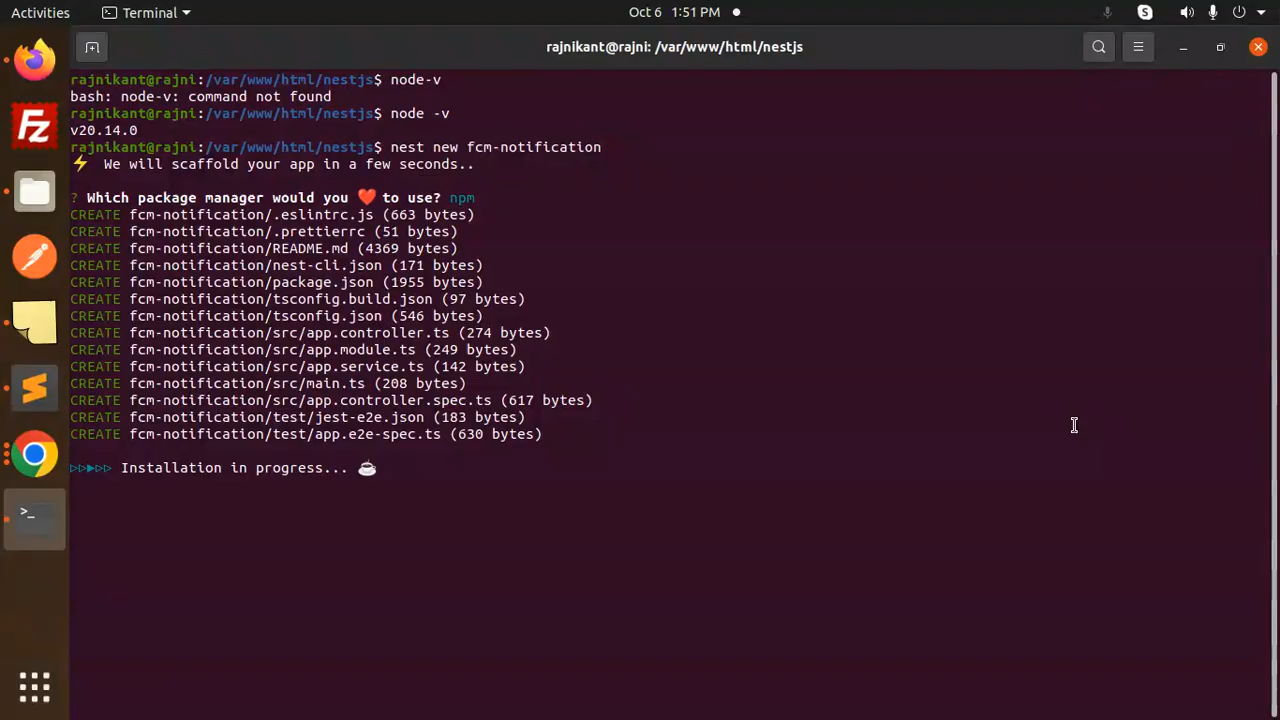 Activities
Terminal
Oct 6 1:51 PM
rajnikant@rajni: /var/www/html/nestjs
rajnikant@rajni:/var/www/html/nestjs$ node-v
bash: node-v: command not found
rajnikant@rajni:/var/www/html/nestjs$ node -v
v20.14.0
rajnikant@rajni:/var/www/html/nestjs$ nest new fcm-notification
⚡ We will scaffold your app in a few seconds..
? Which package manager would you ❤️ to use? npm
CREATE fcm-notification/.eslintrc.js (663 bytes)
CREATE fcm-notification/.prettierrc (51 bytes)
CREATE fcm-notification/README.md (4369 bytes)
CREATE fcm-notification/nest-cli.json (171 bytes)
CREATE fcm-notification/package.json (1955 bytes)
CREATE fcm-notification/tsconfig.build.json (97 bytes)
CREATE fcm-notification/tsconfig.json (546 bytes)
CREATE fcm-notification/src/app.controller.ts (274 bytes)
CREATE fcm-notification/src/app.module.ts (249 bytes)
CREATE fcm-notification/src/app.service.ts (142 bytes)
CREATE fcm-notification/src/main.ts (208 bytes)
CREATE fcm-notification/src/app.controller.spec.ts (617 bytes)
CREATE fcm-notification/test/jest-e2e.json (183 bytes)
CREATE fcm-notification/test/app.e2e-spec.ts (630 bytes)
▹▹▸▹▹ Installation in progress... ☕